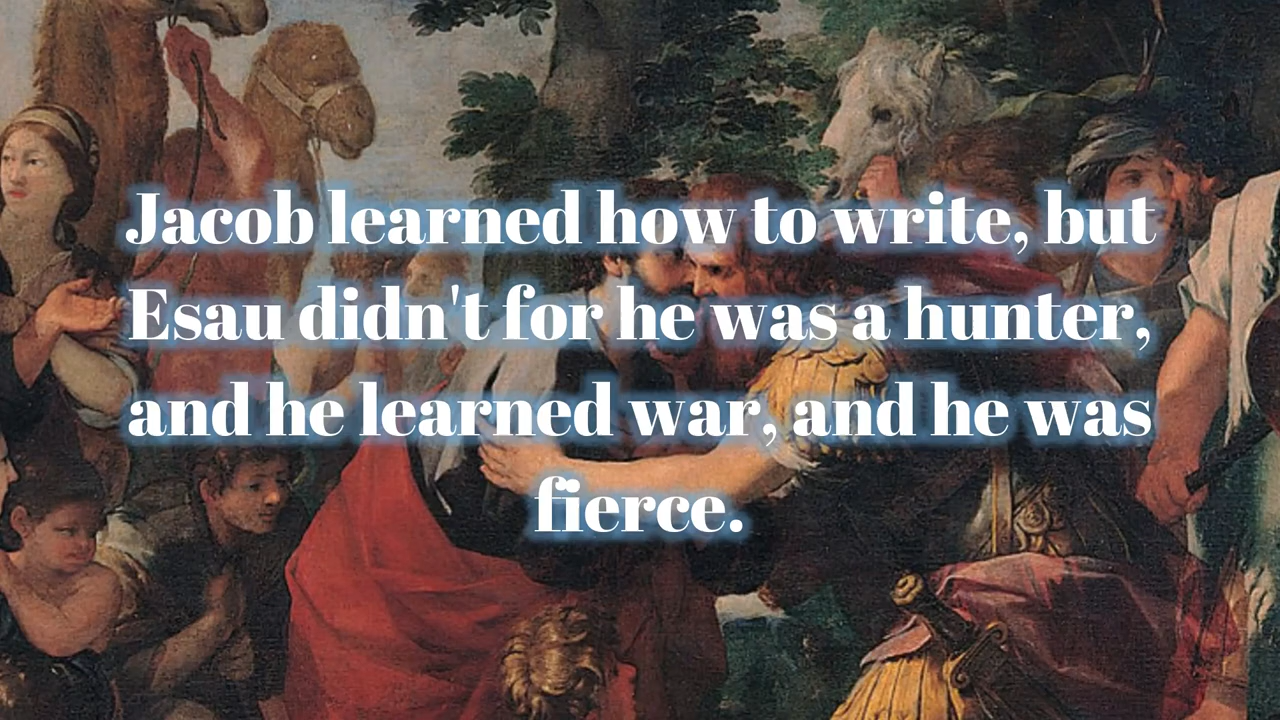 Jacob learned how to write, but
Esau didn't for he was a hunter,
and he learned war, and he was
fierce.